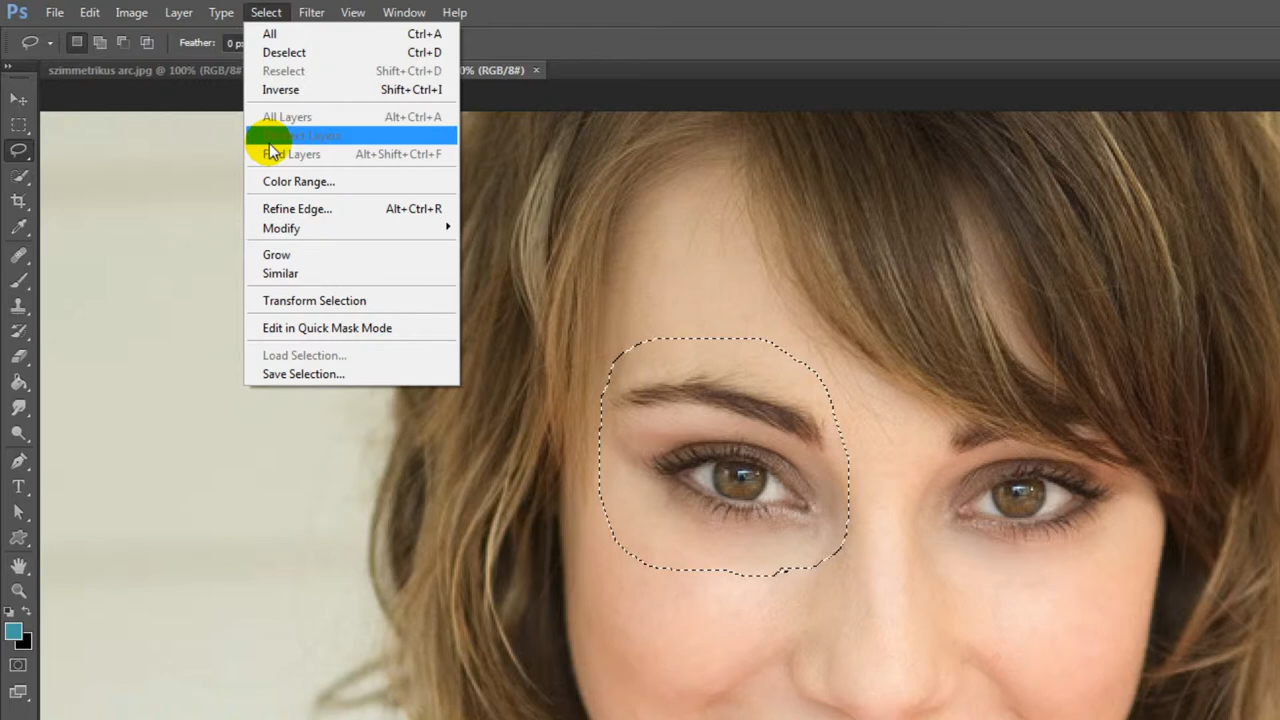 Ps File Edit Image Layer Type Select Filter View Window Help
Feather: 0 p
szimmetrikus arc.jpg @ 100% (RGB/8# 0% (RGB/8#) ×
All Ctrl+A
Deselect Ctrl+D
Reselect Shift+Ctrl+D
Inverse Shift+Ctrl+I
All Layers Alt+Ctrl+A
Layers
Layers Alt+Shift+Ctrl+F
Color Range...
Refine Edge... Alt+Ctrl+R
Modify
Grow
Similar
Transform Selection
Edit in Quick Mask Mode
Load Selection...
Save Selection...